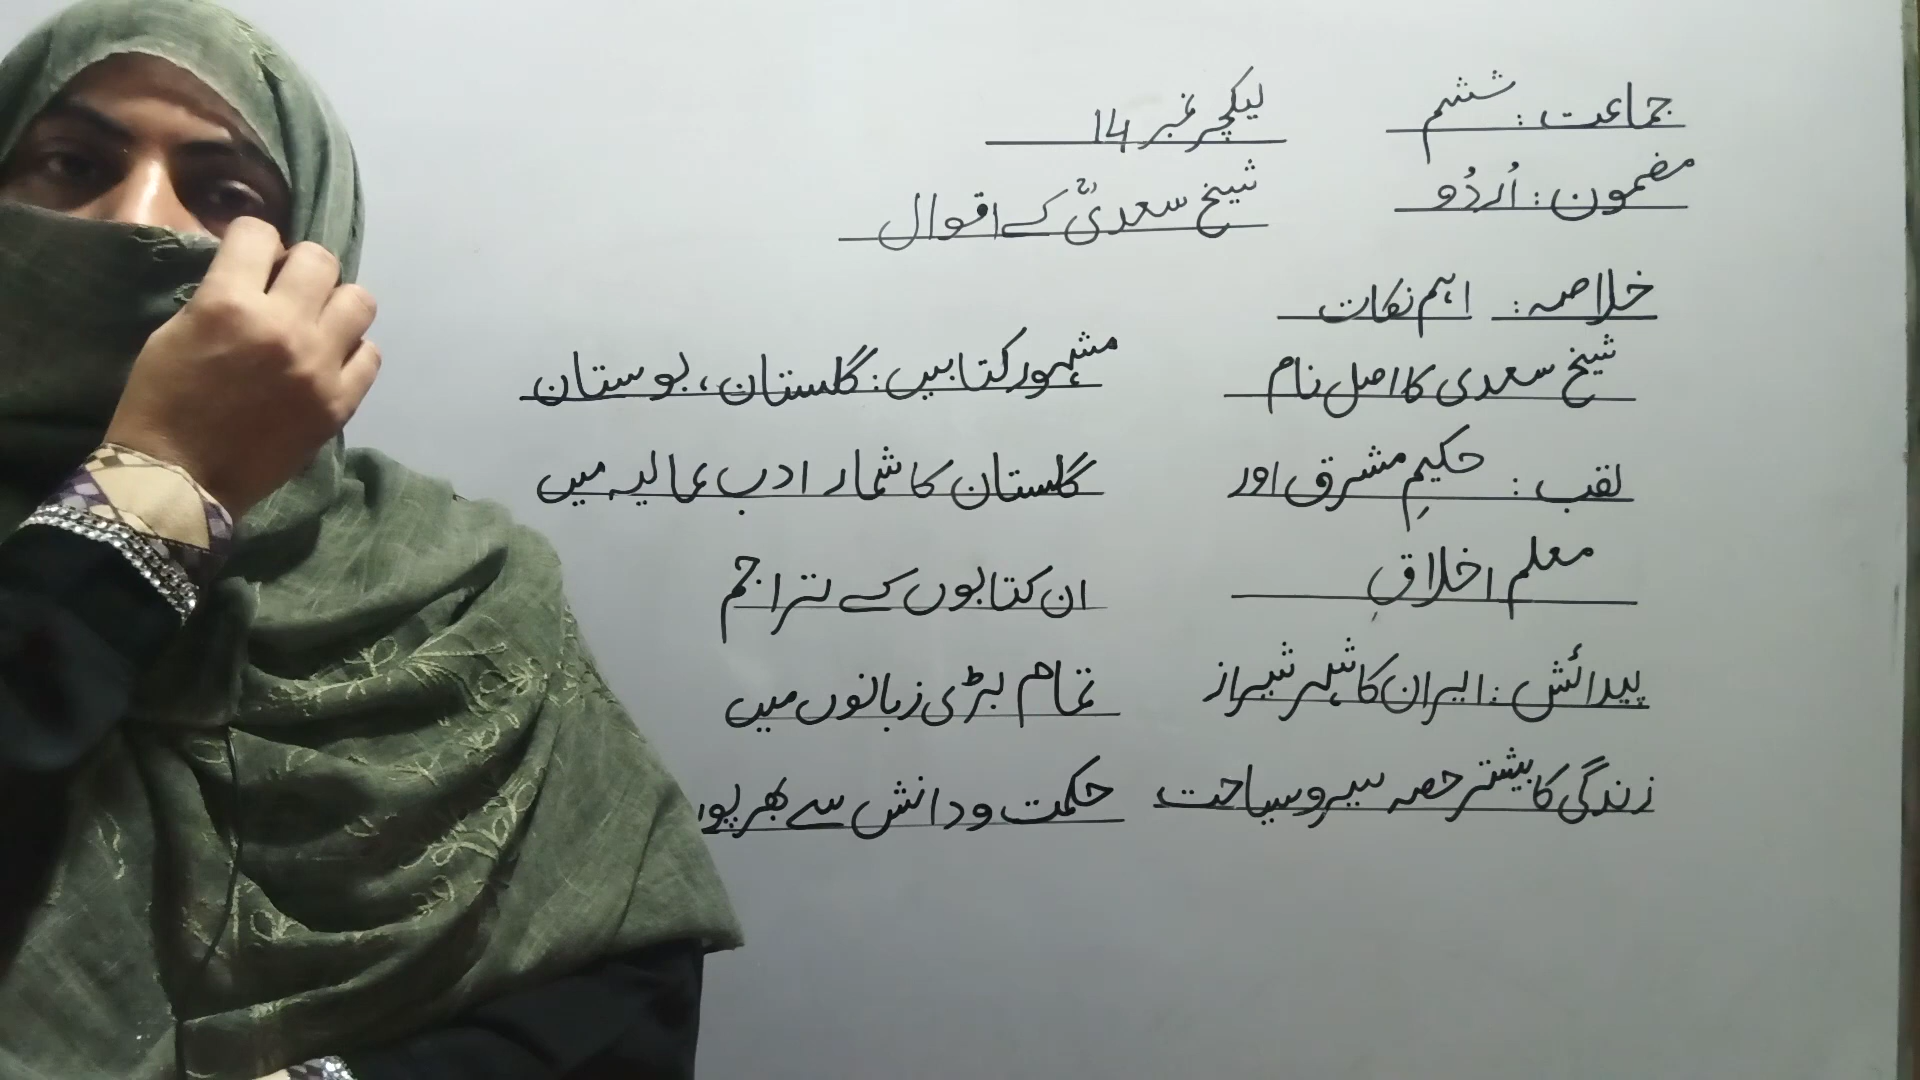 جماعت : ششم
لیکچر نمبر 14
مضمون : اُردُو
شیخ سعدیؒ کے اقوال
خلاصہ : اہم نکات
شیخ سعدی کا اصل نام
لقب : حکیمِ مشرق اور
معلم اخلاقِ
پیدائش : ایران کا شہر شیراز
زندگی کا بیشتر حصہ سیر و سیاحت
مشہور کتابیں : گلستان ، بوستان
گلستان کا شمار ادب عالیہ میں
ان کتابوں کے تراجم
تمام بڑی زبانوں میں
حکمت و دانش سے بھرپور